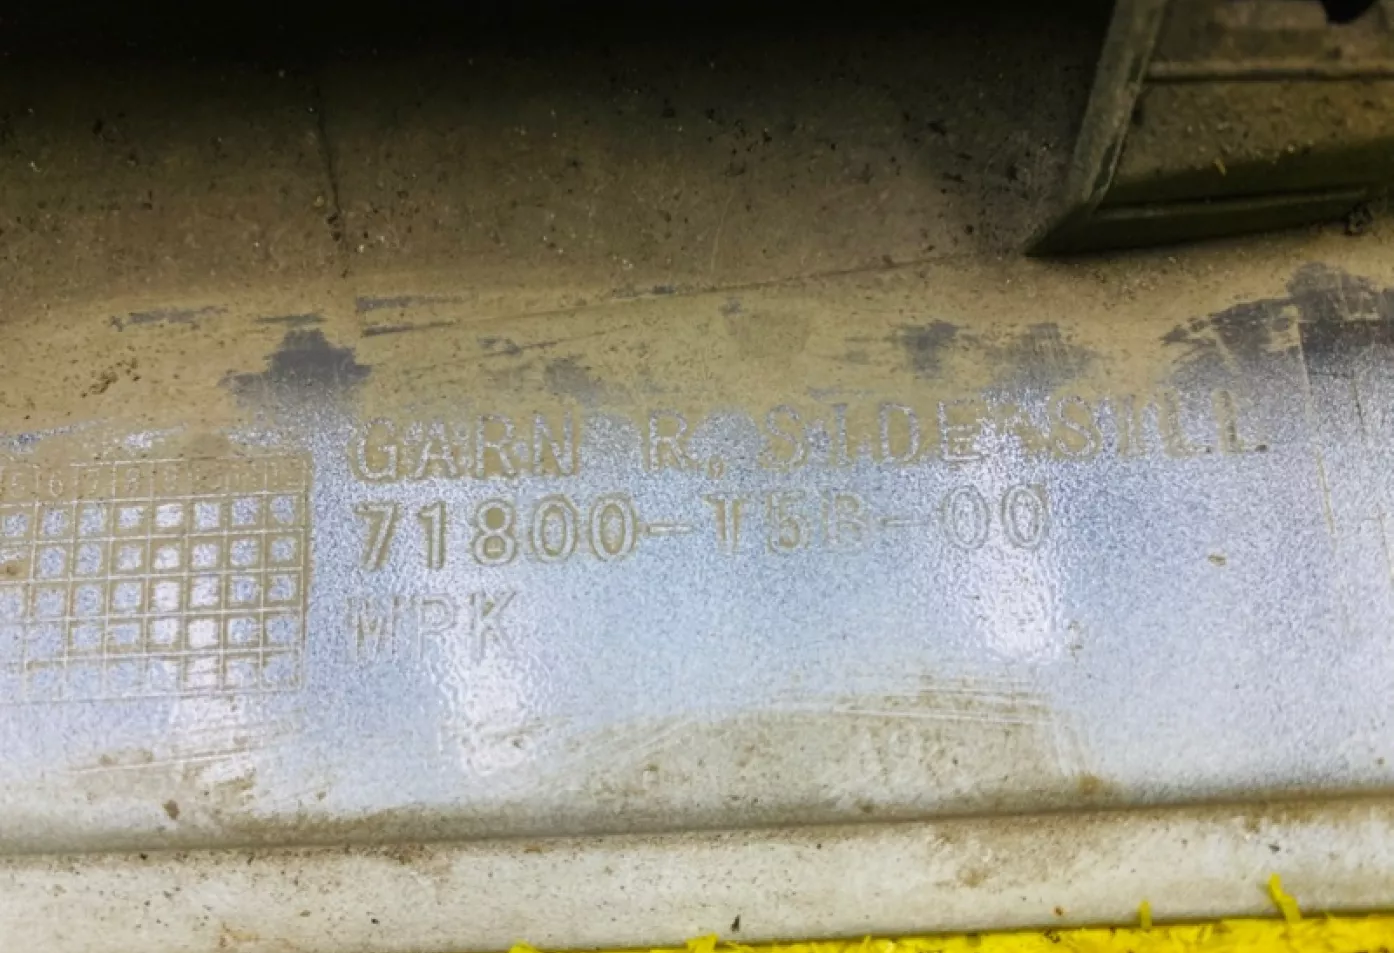 GARN R, SIDE SILL
71800-T5B-00
MPK